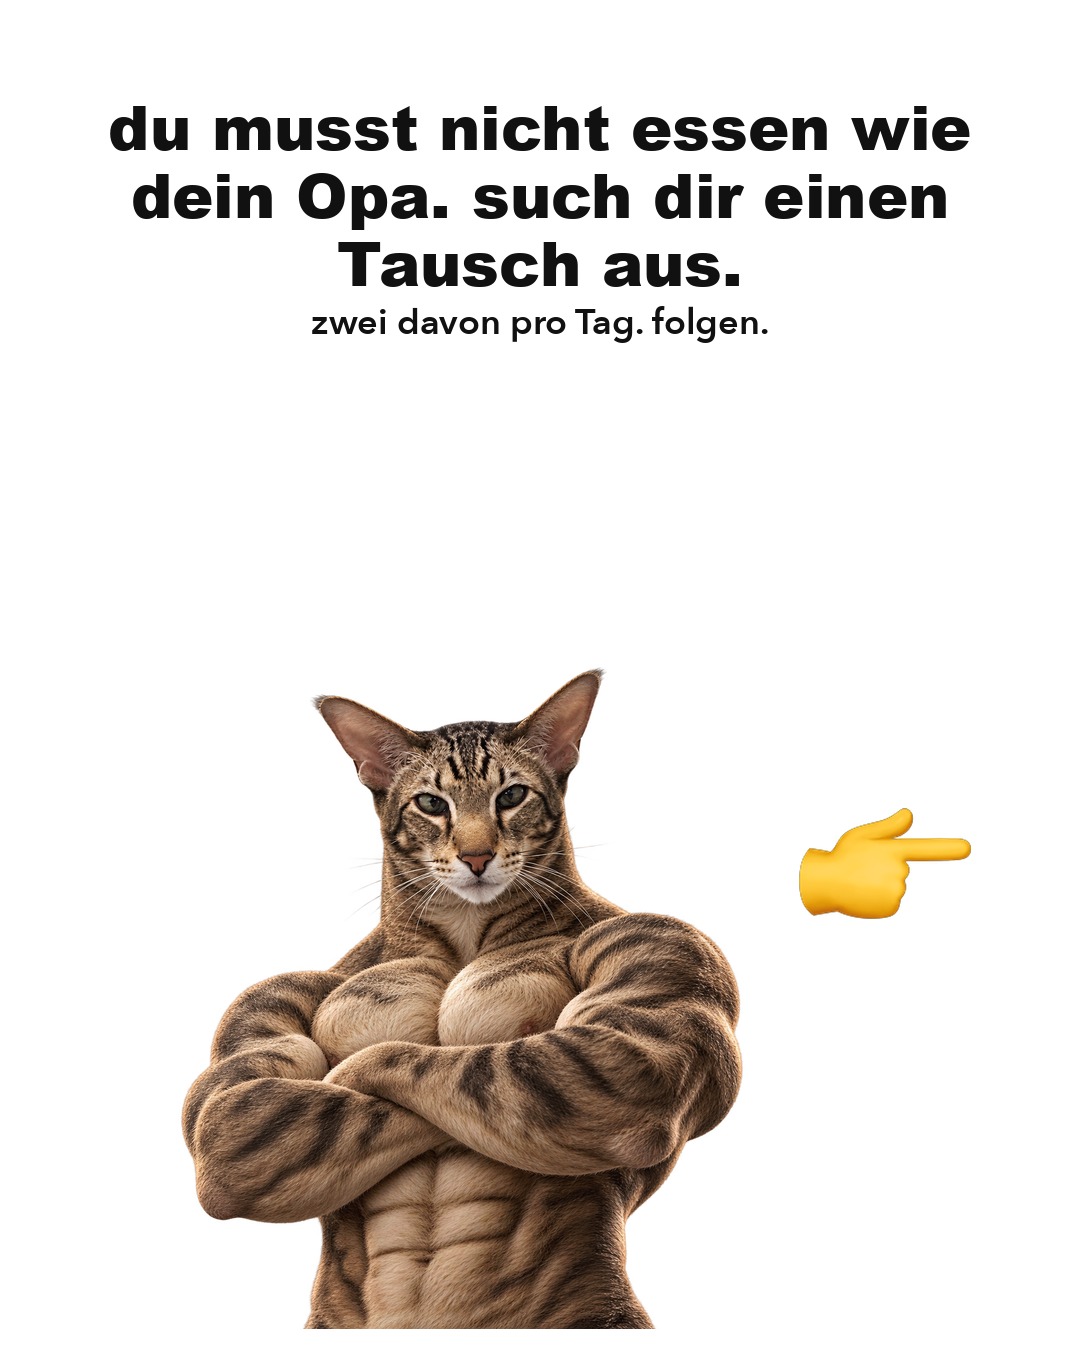 du musst nicht essen wie
dein Opa. such dir einen
Tausch aus.
zwei davon pro Tag. folgen.